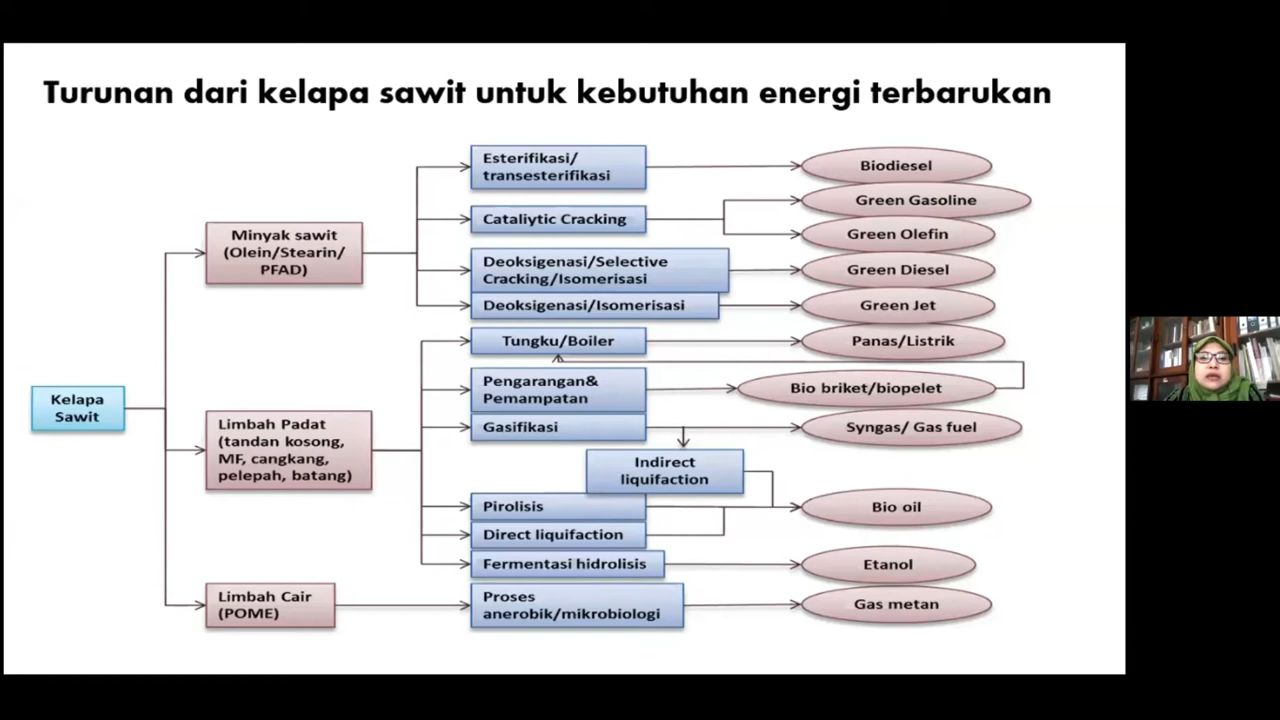 Turunan dari kelapa sawit untuk kebutuhan energi terbarukan
Kelapa
Sawit
Minyak sawit
(Olein/Stearin/
PFAD)
Limbah Padat
(tandan kosong,
MF, cangkang,
pelepah, batang)
Limbah Cair
(POME)
Esterifikasi/
transesterifikasi
Cataliytic Cracking
Deoksigenasi/Selective
Cracking/Isomerisasi
Deoksigenasi/Isomerisasi
Tungku/Boiler
Pengarangan&
Pemampatan
Gasifikasi
Indirect
liquifaction
Pirolisis
Direct liquifaction
Fermentasi hidrolisis
Proses
anerobik/mikrobiologi
Biodiesel
Green Gasoline
Green Olefin
Green Diesel
Green Jet
Panas/Listrik
Bio briket/biopelet
Syngas/ Gas fuel
Bio oil
Etanol
Gas metan